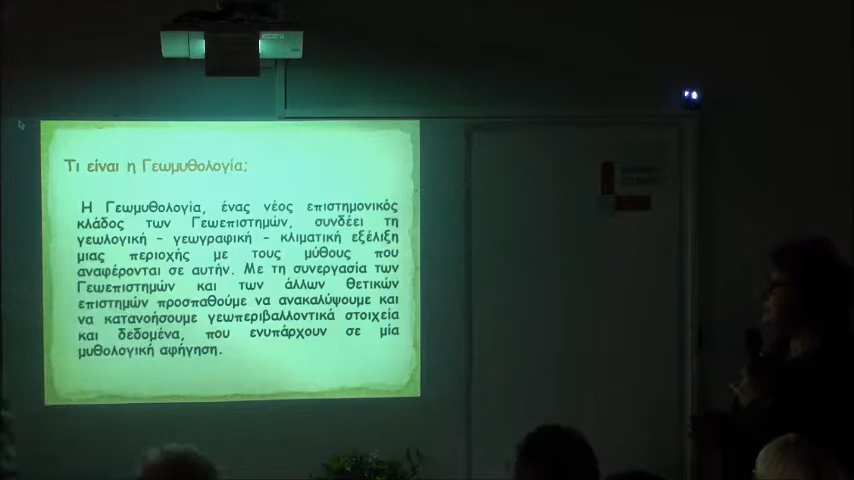 Τι είναι η Γεωμυθολογία;
Η Γεωμυθολογία, ένας νέος επιστημονικός
κλάδος των Γεωεπιστημών, συνδέει τη
γεωλογική - γεωγραφική - κλιματική εξέλιξη
μιας περιοχής με τους μύθους που
αναφέρονται σε αυτήν. Με τη συνεργασία των
Γεωεπιστημών και των άλλων θετικών
επιστημών προσπαθούμε να ανακαλύψουμε και
να κατανοήσουμε γεωπεριβαλλοντικά στοιχεία
και δεδομένα, που ενυπάρχουν σε μία
μυθολογική αφήγηση.